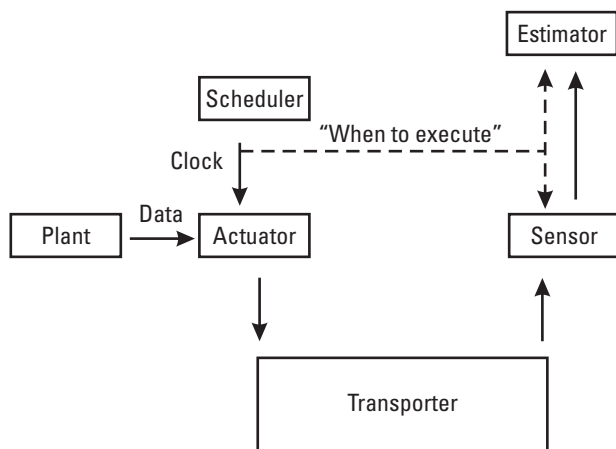 Estimator
Scheduler
“When to execute”
Clock
Data
Plant
Actuator
Sensor
Transporter